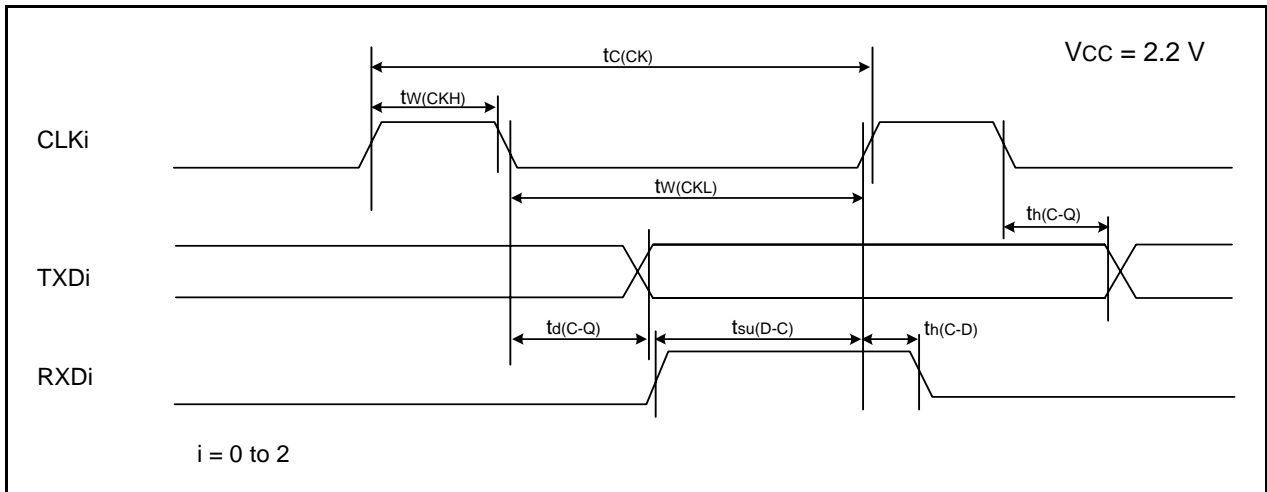 tC(CK)
VCC = 2.2 V
tW(CKH)
CLKi
tW(CKL)
th(C-Q)
TXDi
td(C-Q)
tsu(D-C)
th(C-D)
RXDi
i = 0 to 2